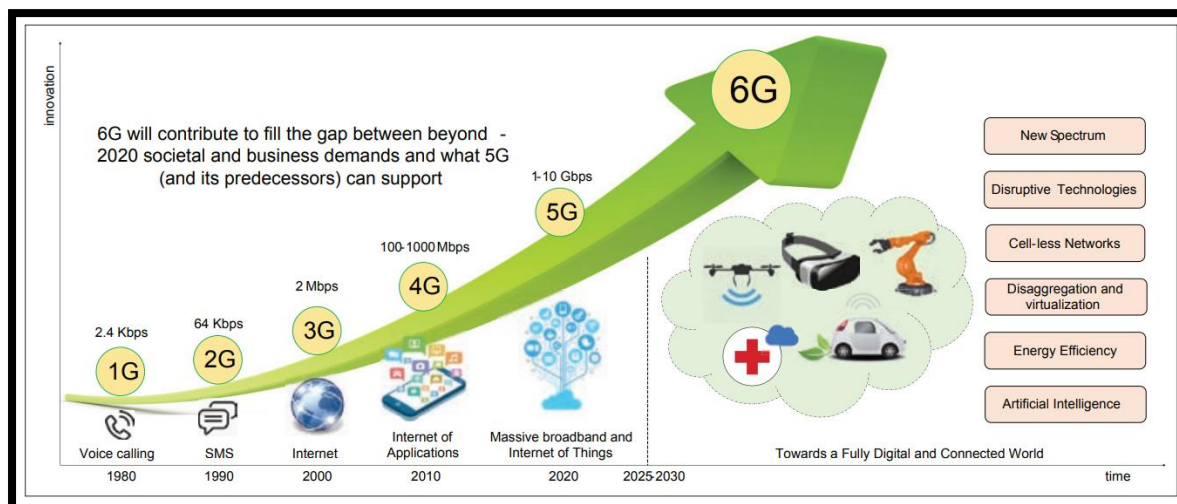 innovation
6G will contribute to fill the gap between beyond -
2020 societal and business demands and what 5G
(and its predecessors) can support
6G
1-10 Gbps
5G
100-1000 Mbps
4G
2 Mbps
3G
64 Kbps
2G
2.4 Kbps
1G
New Spectrum
Disruptive Technologies
Cell-less Networks
Disaggregation and
virtualization
Energy Efficiency
Artificial Intelligence
Voice calling
SMS
Internet
Internet of
Applications
Massive broadband and
Internet of Things
Towards a Fully Digital and Connected World
1980
1990
2000
2010
2020
2025-2030
time